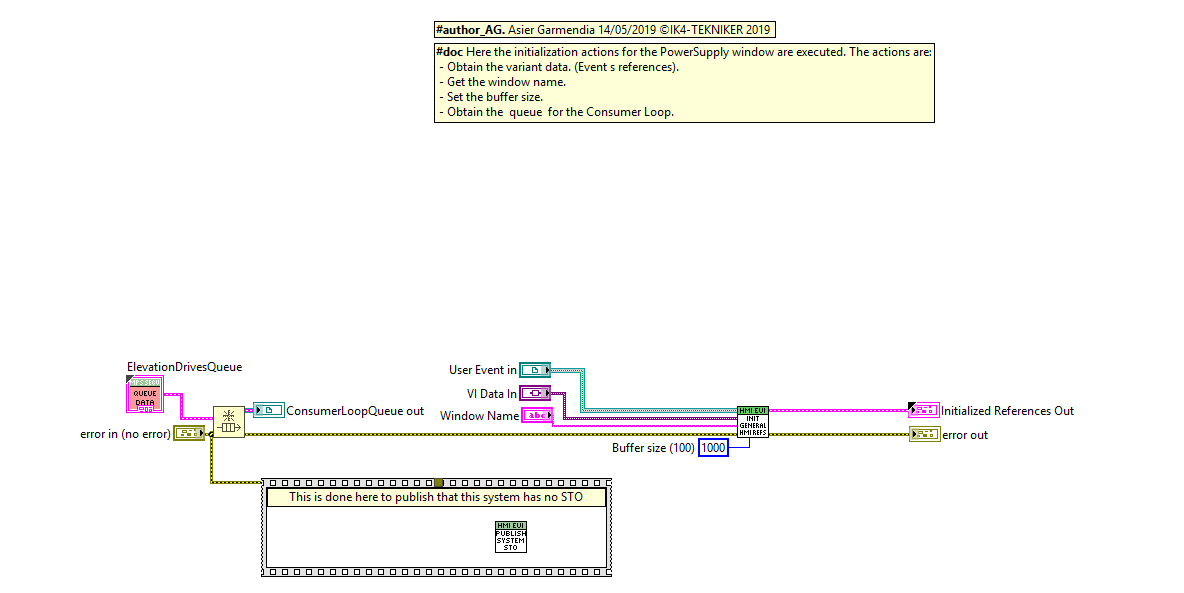 #author_AG. Asier Garmendia 14/05/2019 ©IK4-TEKNIKER 2019
#doc Here the initialization actions for the PowerSupply window are executed. The actions are:
- Obtain the variant data. (Event s references).
- Get the window name.
- Set the buffer size.
- Obtain the  queue  for the Consumer Loop.
ElevationDrivesQueue
QUEUE
DATA
ConsumerLoopQueue out
error in (no error)
User Event in
VI Data In
Window Name
abc
Buffer size (100)
1000
HMI EUI
INIT
GENERAL
HMI REFS
Initialized References Out
error out
This is done here to publish that this system has no STO
HMI EUI
PUBLISH
SYSTEM
STO